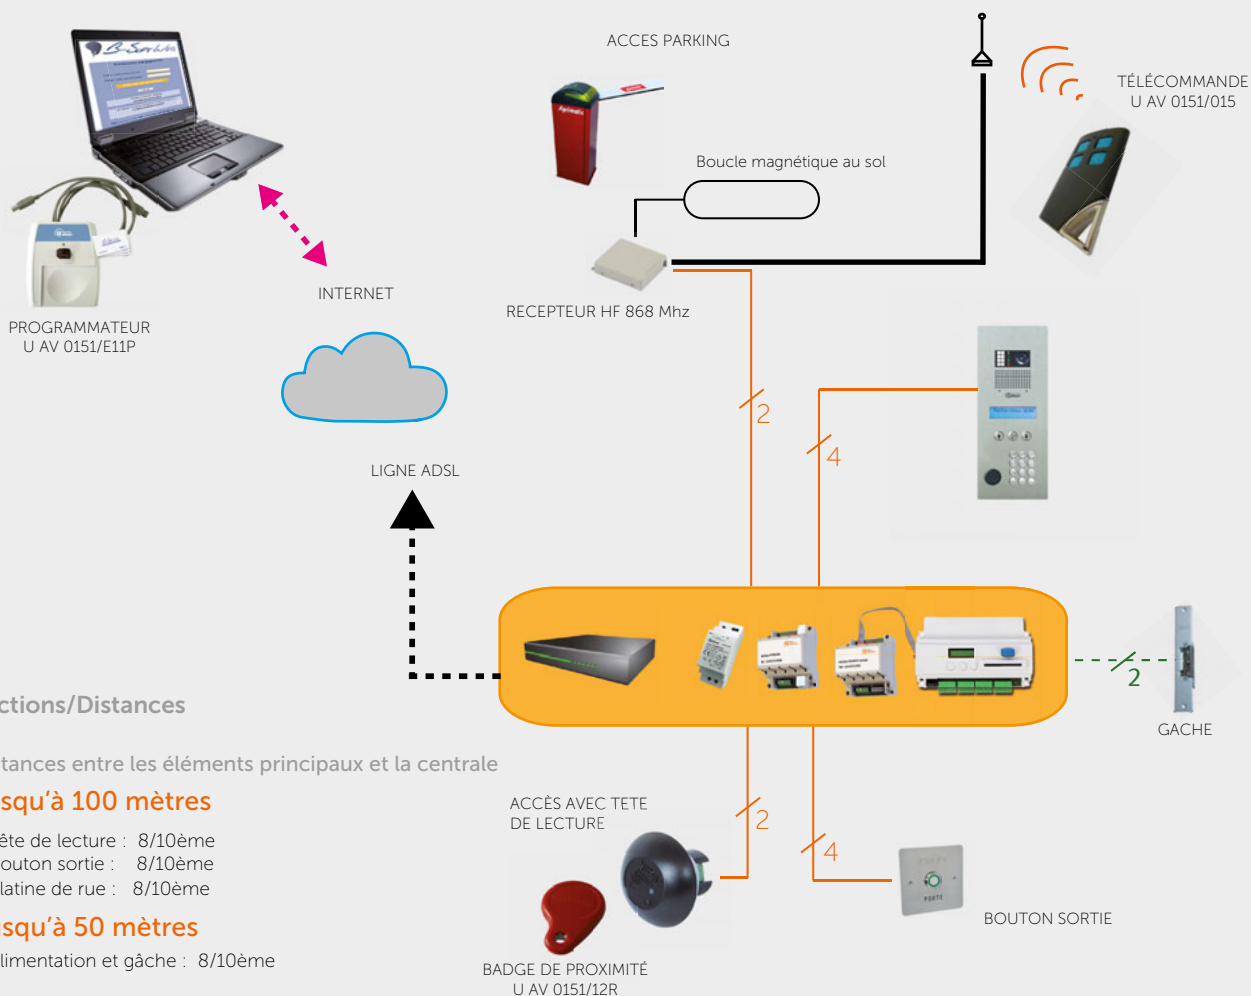 ACCES PARKING
TÉLÉCOMMANDE
U AV 0151/015
Boucle magnétique au sol
INTERNET
RECEPTEUR HF 868 Mhz
PROGRAMMATEUR
U AV 0151/E11P
2
4
LIGNE ADSL
2
GACHE
ctions/Distances
tances entre les éléments principaux et la centrale
squ'à 100 mètres
ête de lecture : 8/10ème
outon sortie : 8/10ème
latine de rue : 8/10ème
usqu'à 50 mètres
limentation et gâche : 8/10ème
ACCÈS AVEC TETE
DE LECTURE
2
4
PORTE
BOUTON SORTIE
BADGE DE PROXIMITÉ
U AV 0151/12R